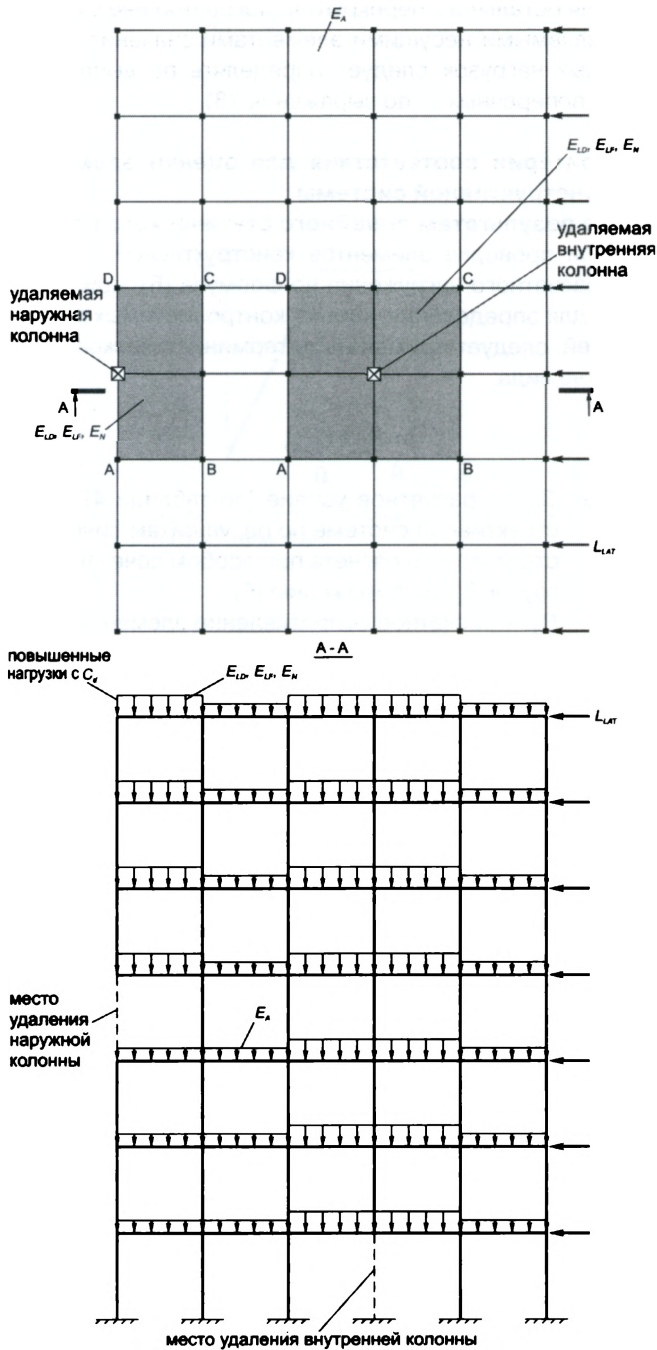 E_A
E_LD, E_LF, E_N
удаляемая
внутренняя
колонна
D
C
D
C
удаляемая
наружная
колонна
A
A
E_LD, E_LF, E_N
A
B
A
B
L_LAT
A - A
повышенные
нагрузки с C_d
E_LD, E_LF, E_N
L_LAT
место
удаления
наружной
колонны
E_A
место удаления внутренней колонны